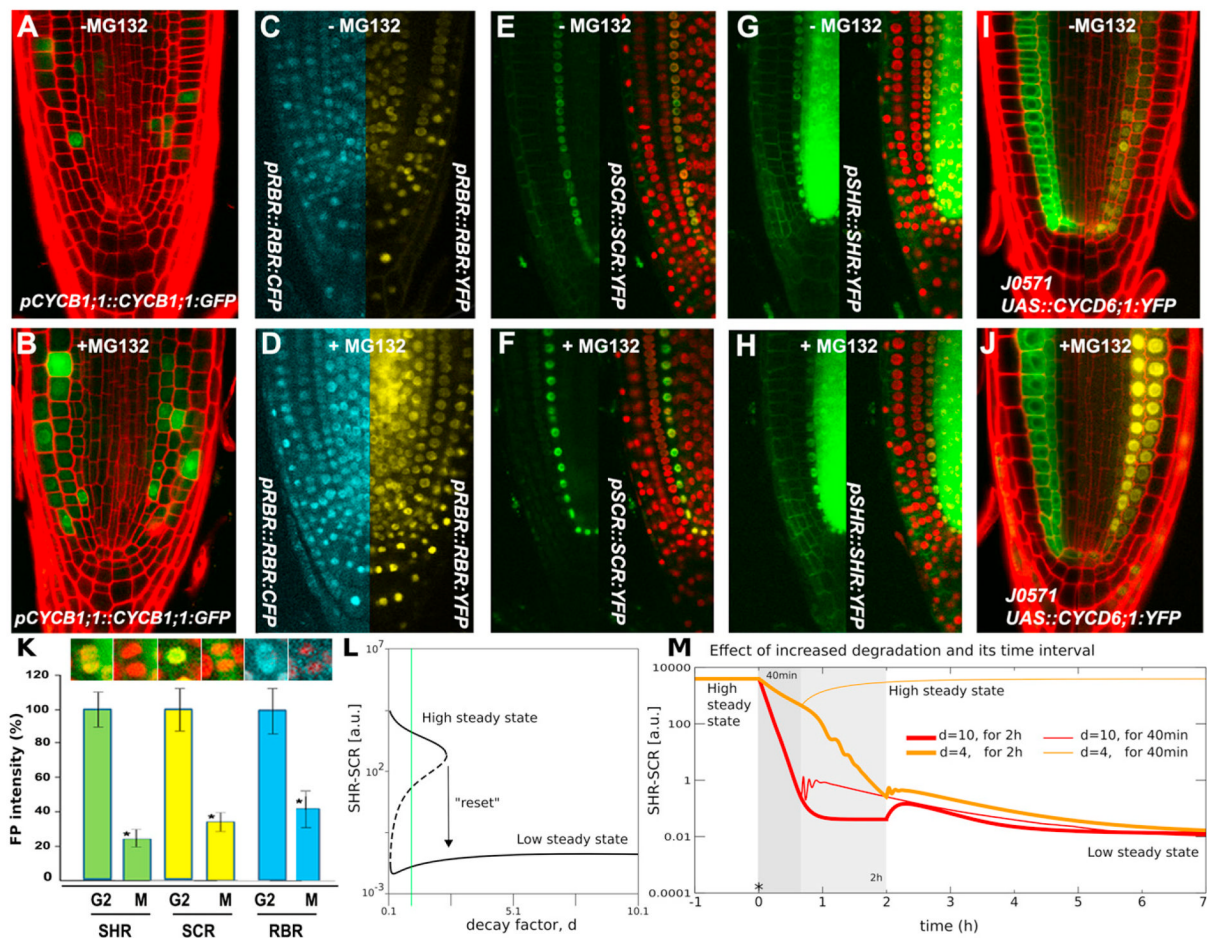 A
-MG132
pCYCB1;1::CYCB1;1:GFP
C
- MG132
pRBR::RBR:CFP
pRBR::RBR:YFP
E
- MG132
pSCR::SCR:YFP
G
- MG132
pSHR::SHR:YFP
I
-MG132
J0571
UAS::CYCD6;1:YFP
B
+MG132
pCYCB1;1::CYCB1;1:GFP
D
+ MG132
pRBR::RBR:CFP
pRBR::RBR:YFP
F
+ MG132
pSCR::SCR:YFP
H
+ MG132
pSHR::SHR:YFP
J
+MG132
J0571
UAS::CYCD6;1:YFP
K
FP intensity (%)
120
100
80
60
40
20
0
*
*
*
G2 M G2 M G2 M
SHR SCR RBR
L
SHR-SCR [a.u.]
10^7
10^2
10^-3
High steady state
"reset"
Low steady state
0.1 5.1 10.1
decay factor, d
M
Effect of increased degradation and its time interval
SHR-SCR [a.u.]
10000
100
1
0.01
0.0001
High
steady
state
40min
High steady state
d=10, for 2h
d=10, for 40min
d=4, for 2h
d=4, for 40min
Low steady state
2h
*
-1 0 1 2 3 4 5 6 7
time (h)